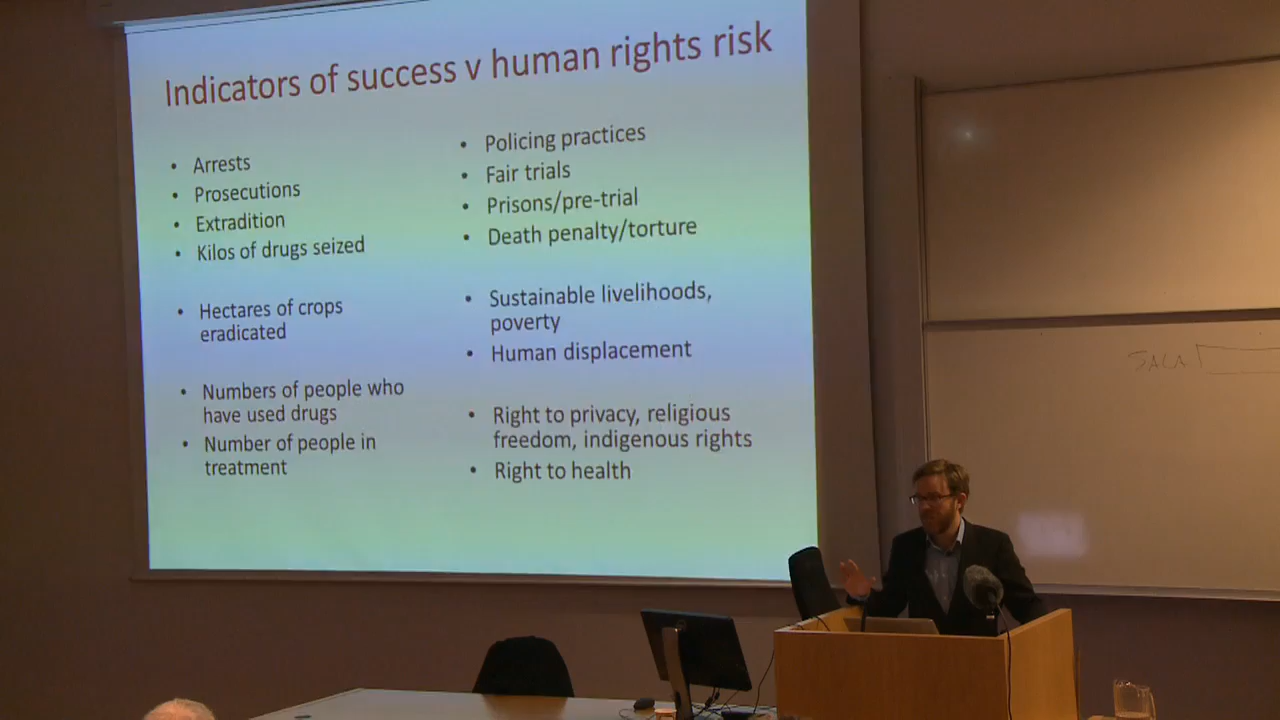 Indicators of success v human rights risk
• Arrests
• Prosecutions
• Extradition
• Kilos of drugs seized
• Hectares of crops
eradicated
• Numbers of people who
have used drugs
• Number of people in
treatment
• Policing practices
• Fair trials
• Prisons/pre-trial
• Death penalty/torture
• Sustainable livelihoods,
poverty
• Human displacement
• Right to privacy, religious
freedom, indigenous rights
• Right to health
SALA